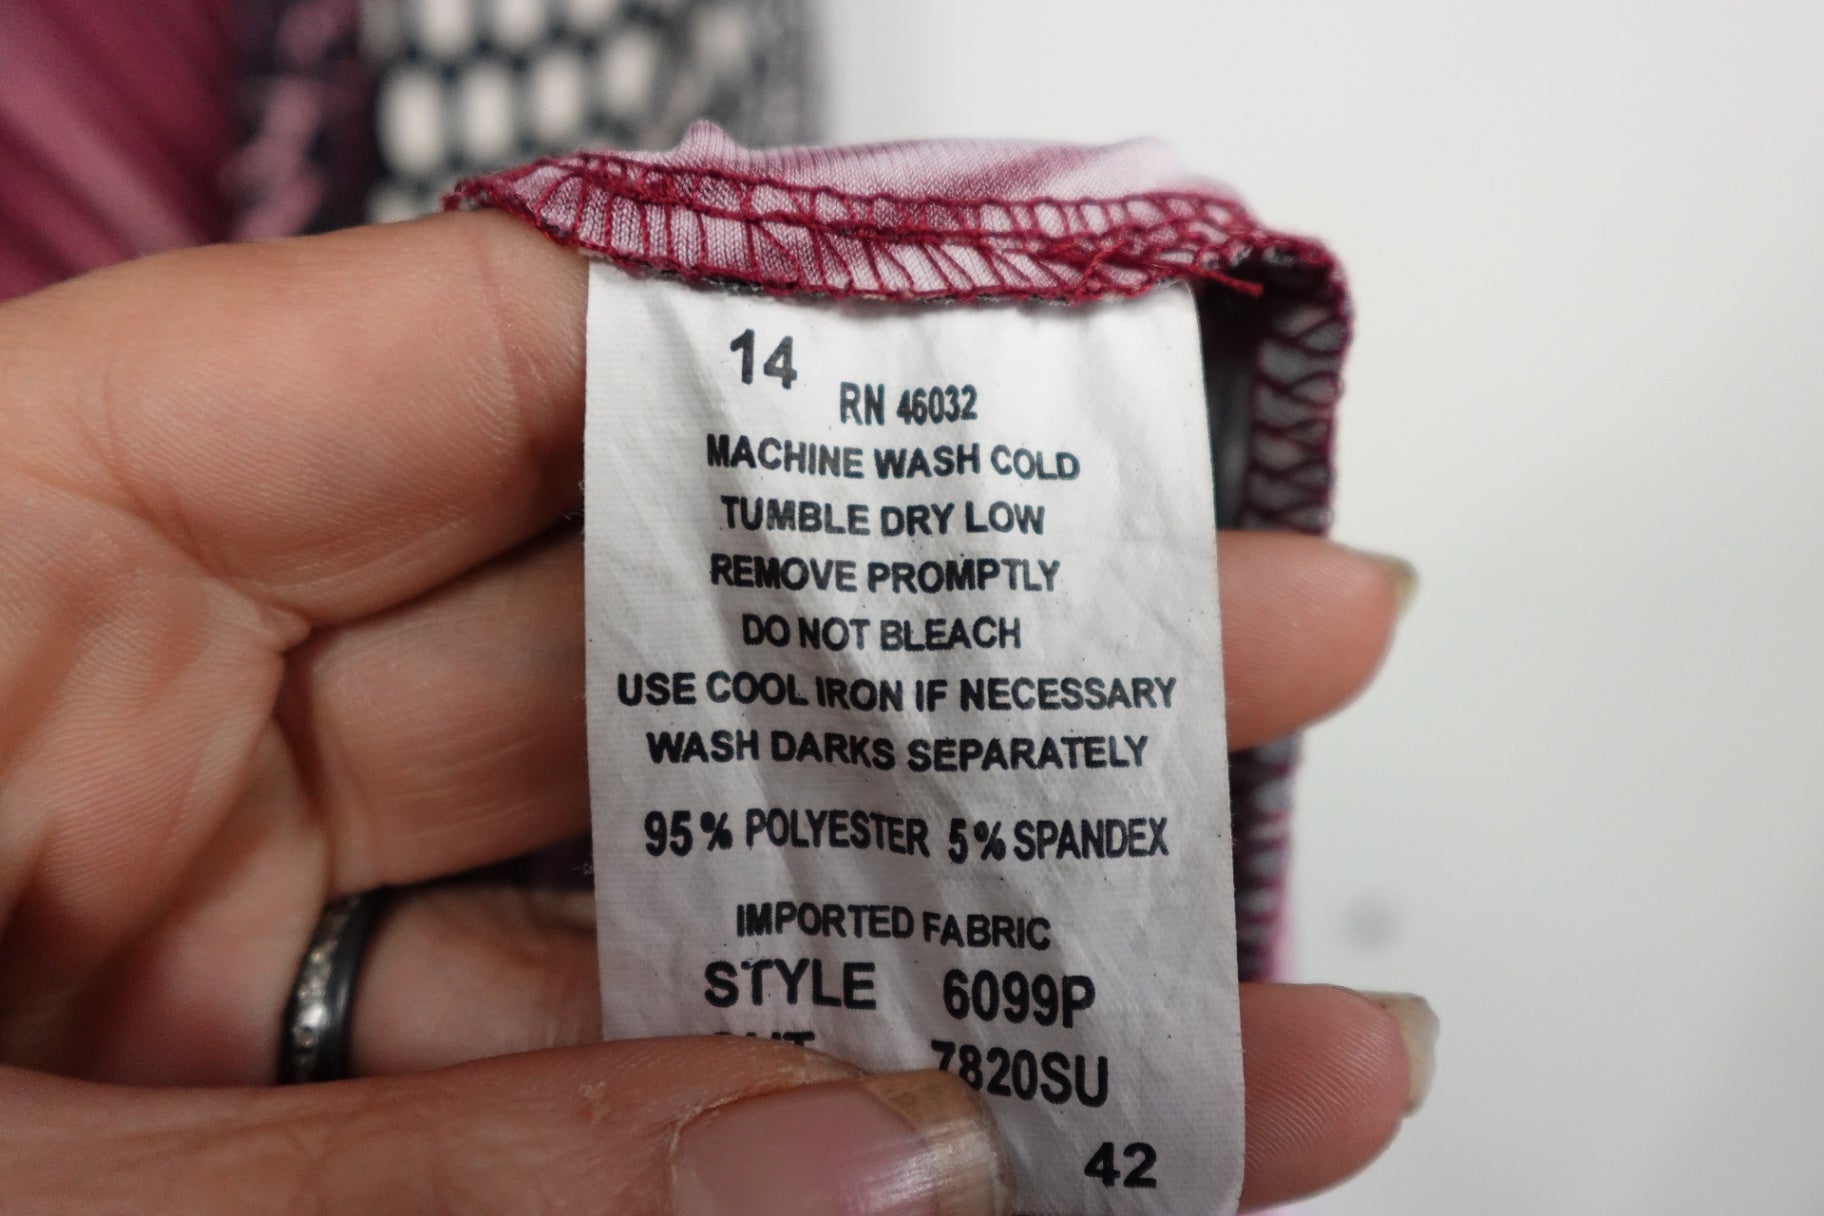 14
RN 46032
MACHINE WASH COLD
TUMBLE DRY LOW
REMOVE PROMPTLY
DO NOT BLEACH
USE COOL IRON IF NECESSARY
WASH DARKS SEPARATELY
95% POLYESTER 5% SPANDEX
IMPORTED FABRIC
STYLE 6099P
7820SU
42